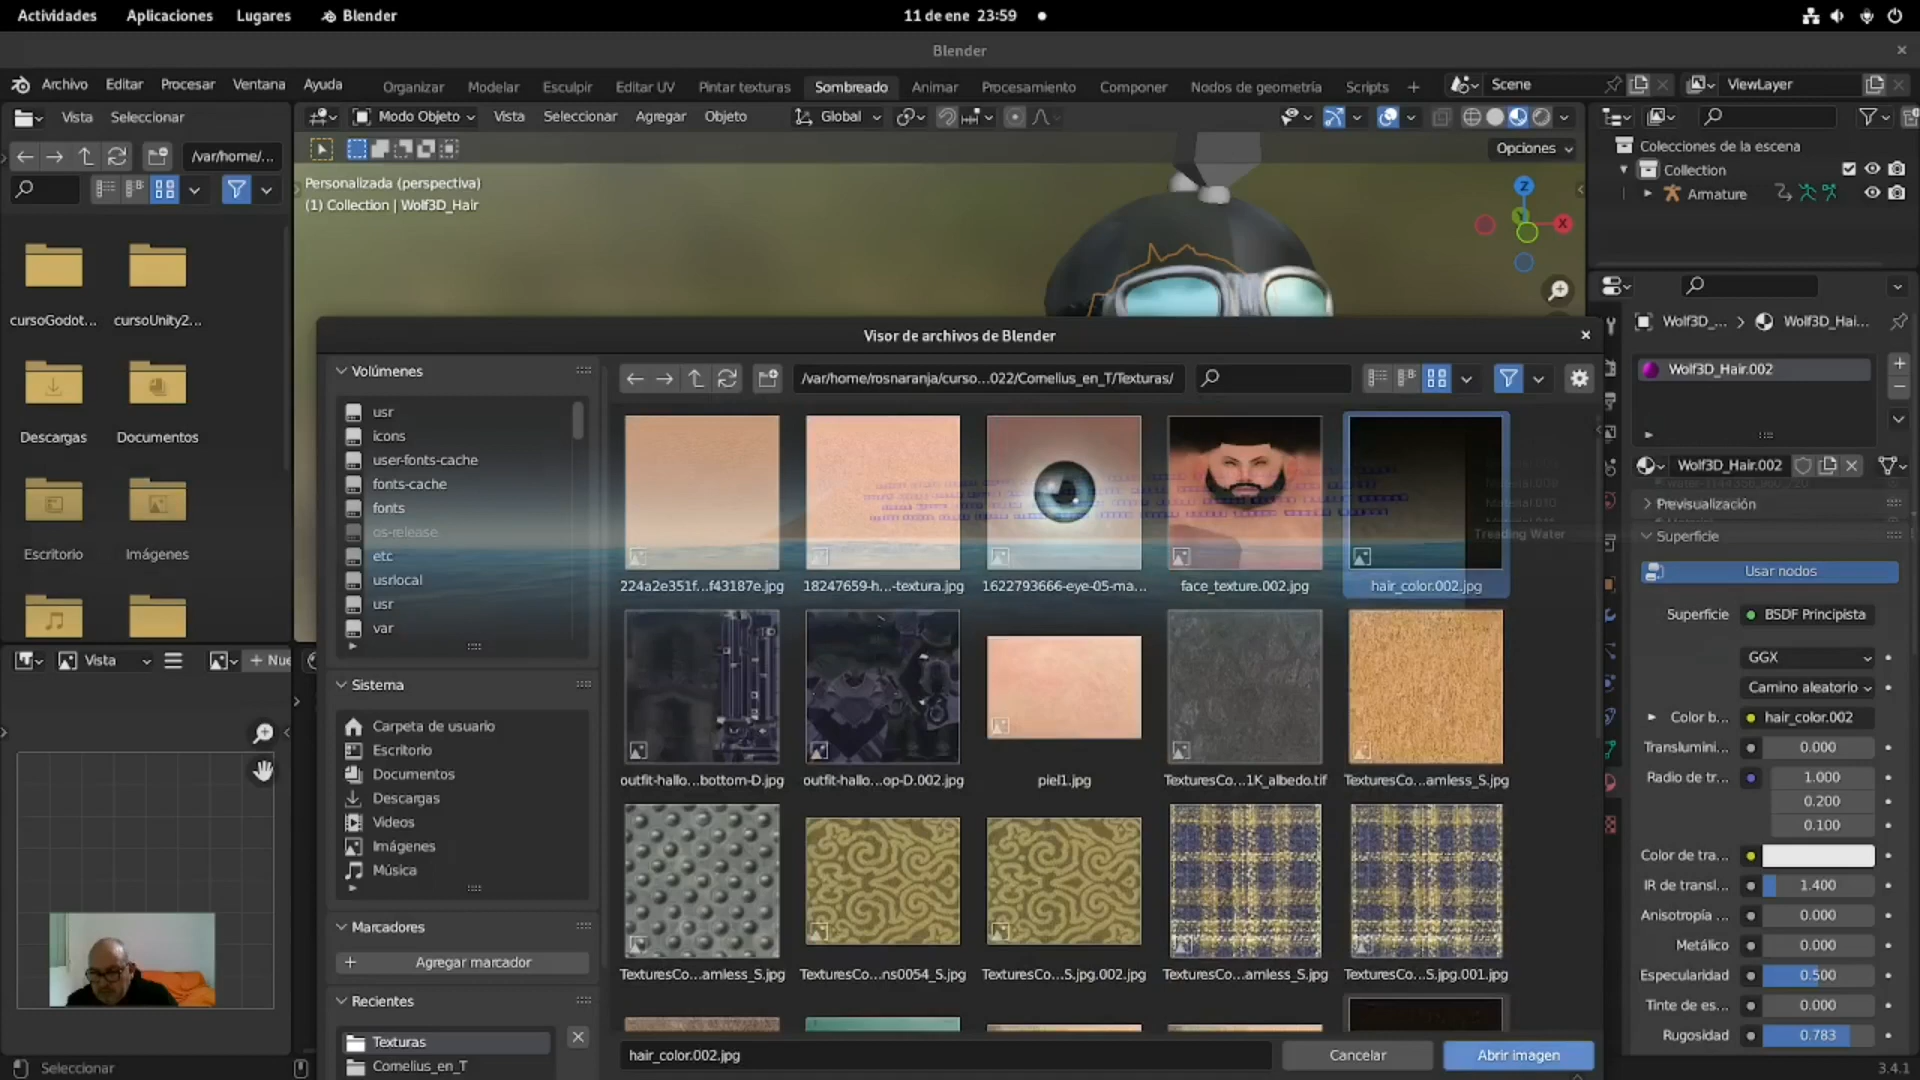 Actividades Aplicaciones Lugares Blender 11 de ene 23:59
Blender
Archivo Editar Procesar Ventana Ayuda Organizar Modelar Esculpir Editar UV Pintar texturas Sombreado Animar Procesamiento Componer Nodos de geometría Scripts + Scene ViewLayer
Vista Seleccionar Modo Objeto Vista Seleccionar Agregar Objeto Global
/var/home/... Opciones
Personalizada (perspectiva)
(1) Collection | Wolf3D_Hair
Colecciones de la escena
Collection
Armature
Z
X
Y
cursoGodot... cursoUnity2...
Descargas Documentos
Escritorio Imágenes
Vista + Nue
Wolf3D_... > Wolf3D_Hai...
Wolf3D_Hair.002
Wolf3D_Hair.002
Previsualización
Superficie
Usar nodos
Superficie BSDF Principista
GGX
Camino aleatorio
Color b... hair_color.002
Translumini... 0.000
Radio de tr... 1.000
0.200
0.100
Color de tra...
IR de transl... 1.400
Anisotropía ... 0.000
Metálico 0.000
Especularidad 0.500
Tinte de es... 0.000
Rugosidad 0.783
Visor de archivos de Blender
Volúmenes
usr
icons
user-fonts-cache
fonts-cache
fonts
os-release
etc
usrlocal
usr
var
Sistema
Carpeta de usuario
Escritorio
Documentos
Descargas
Videos
Imágenes
Música
Marcadores
+ Agregar marcador
Recientes
Texturas
Cornelius_en_T
/var/home/rosnaranja/curso...022/Cornelius_en_T/Texturas/
224a2e351f...f43187e.jpg 18247659-h...-textura.jpg 1622793666-eye-05-ma... face_texture.002.jpg hair_color.002.jpg
Treading Water
outfit-hallo...bottom-D.jpg outfit-hallo...op-D.002.jpg piel1.jpg TexturesCo...1K_albedo.tif TexturesCo...amless_S.jpg
TexturesCo...amless_S.jpg TexturesCo...ns0054_S.jpg TexturesCo...S.jpg.002.jpg TexturesCo...amless_S.jpg TexturesCo...S.jpg.001.jpg
hair_color.002.jpg Cancelar Abrir imagen
Seleccionar 3.4.1